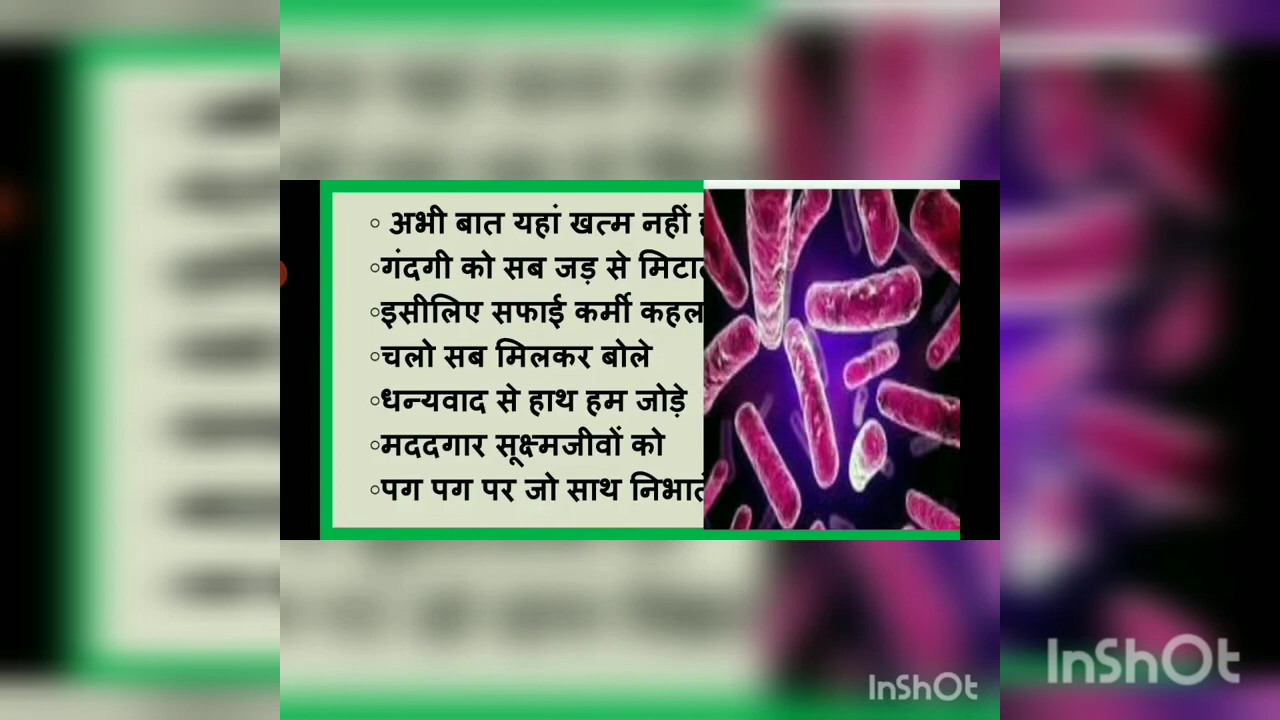 ◦ अभी बात यहां खत्म नहीं
◦गंदगी को सब जड़ से
◦इसीलिए सफाई कर्मी
◦चलो सब मिलकर बोले
◦धन्यवाद से हाथ हम जोड़े
◦मददगार सूक्ष्मजीवों को
◦पग पग पर जो साथ
InShOt
InShOt